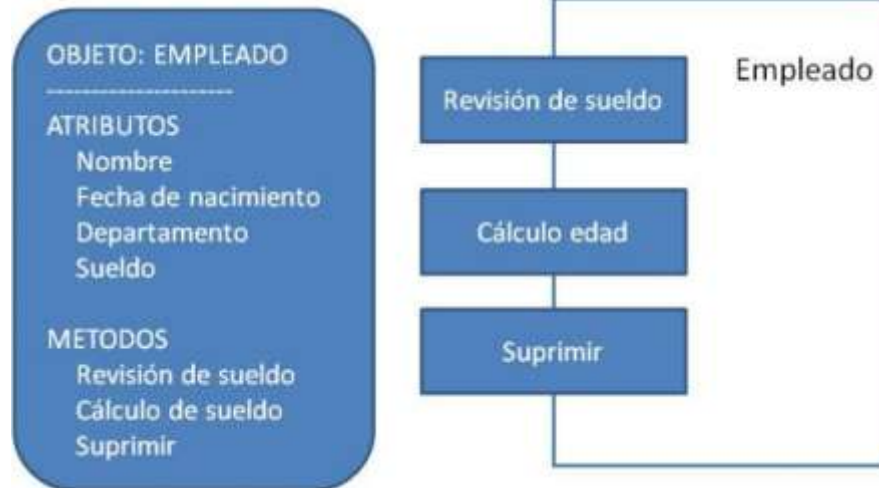 OBJETO: EMPLEADO
--------------------
ATRIBUTOS
Nombre
Fecha de nacimiento
Departamento
Sueldo
METODOS
Revisión de sueldo
Cálculo de sueldo
Suprimir
Empleado
Revisión de sueldo
Cálculo edad
Suprimir